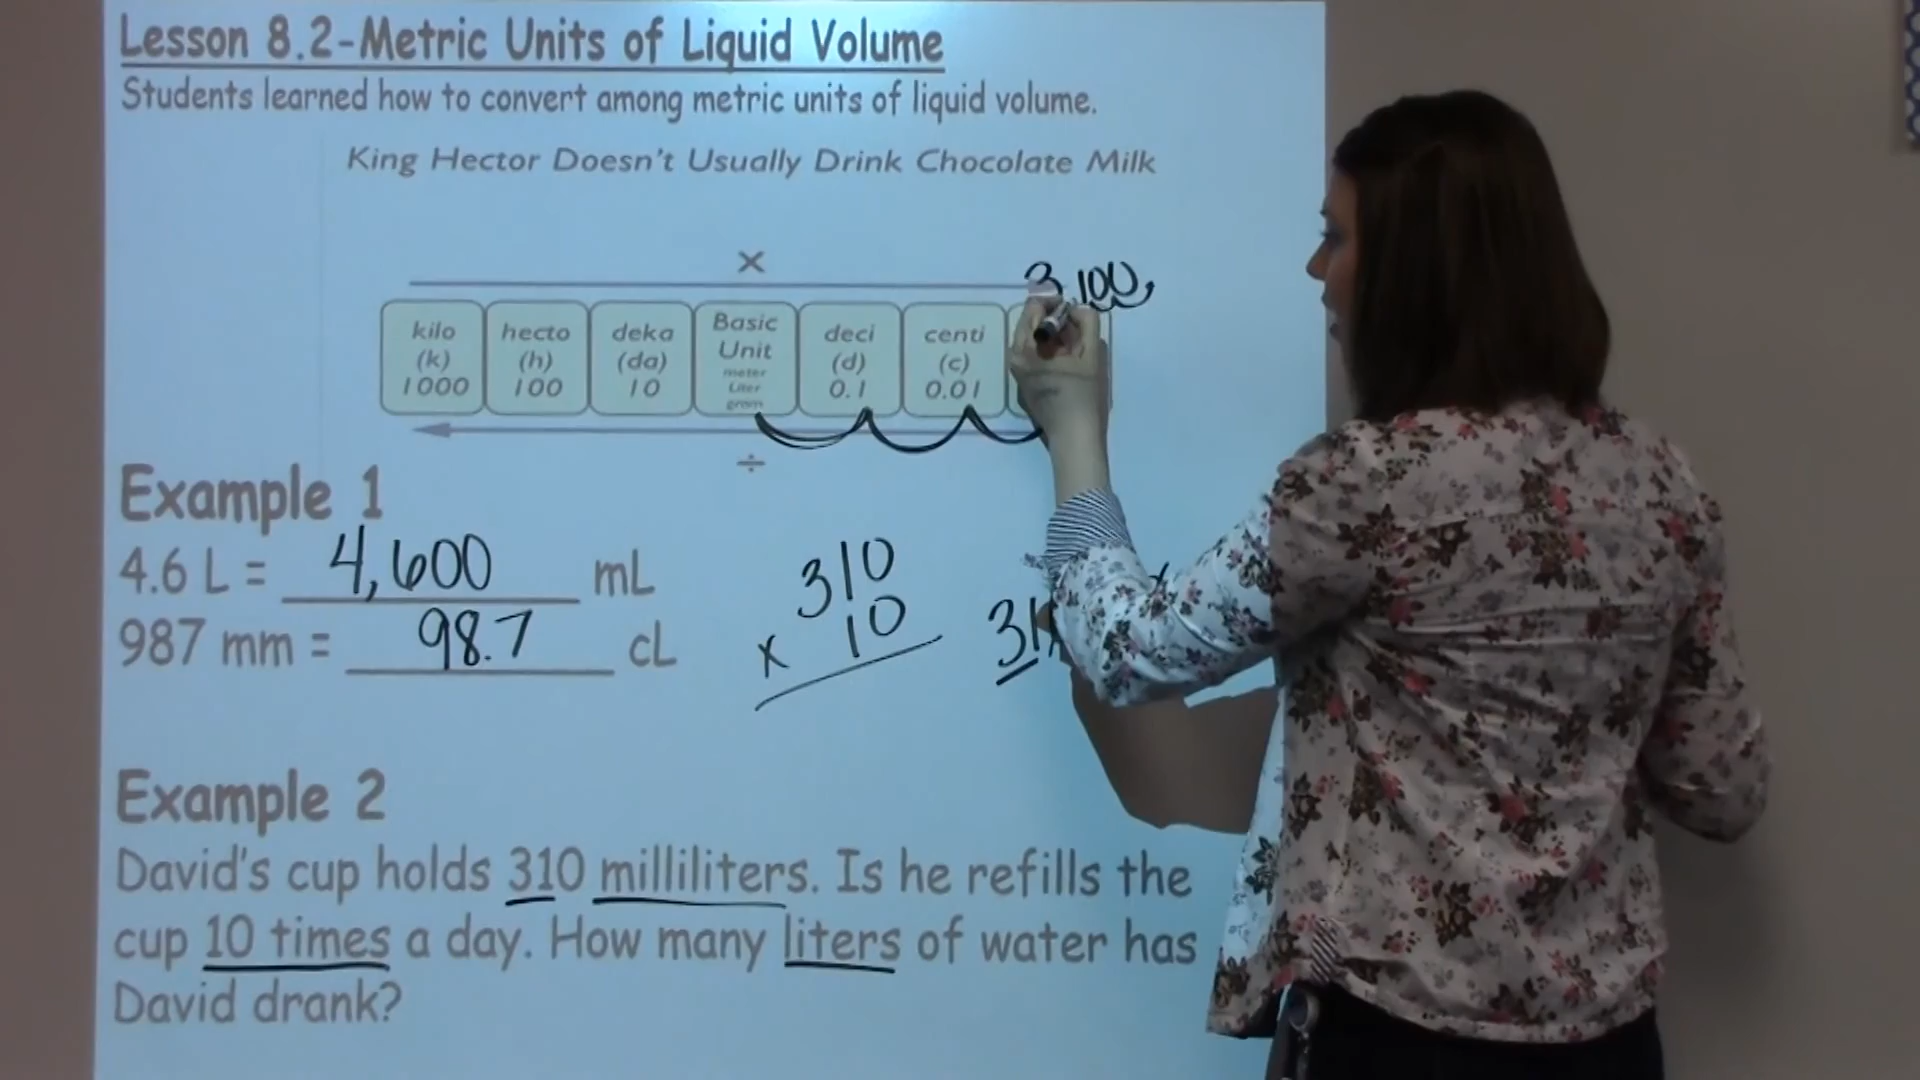 Lesson 8.2-Metric Units of Liquid Volume
Students learned how to convert among metric units of liquid volume.
King Hector Doesn't Usually Drink Chocolate Milk
×
3 100
kilo (k) 1000
hecto (h) 100
deka (da) 10
Basic Unit meter Liter gram
deci (d) 0.1
centi (c) 0.01
÷
Example 1
4.6 L = 4,600 mL
987 mm = 98.7 cL
310
x 10
31
Example 2
David's cup holds 310 milliliters. Is he refills the
cup 10 times a day. How many liters of water has
David drank?